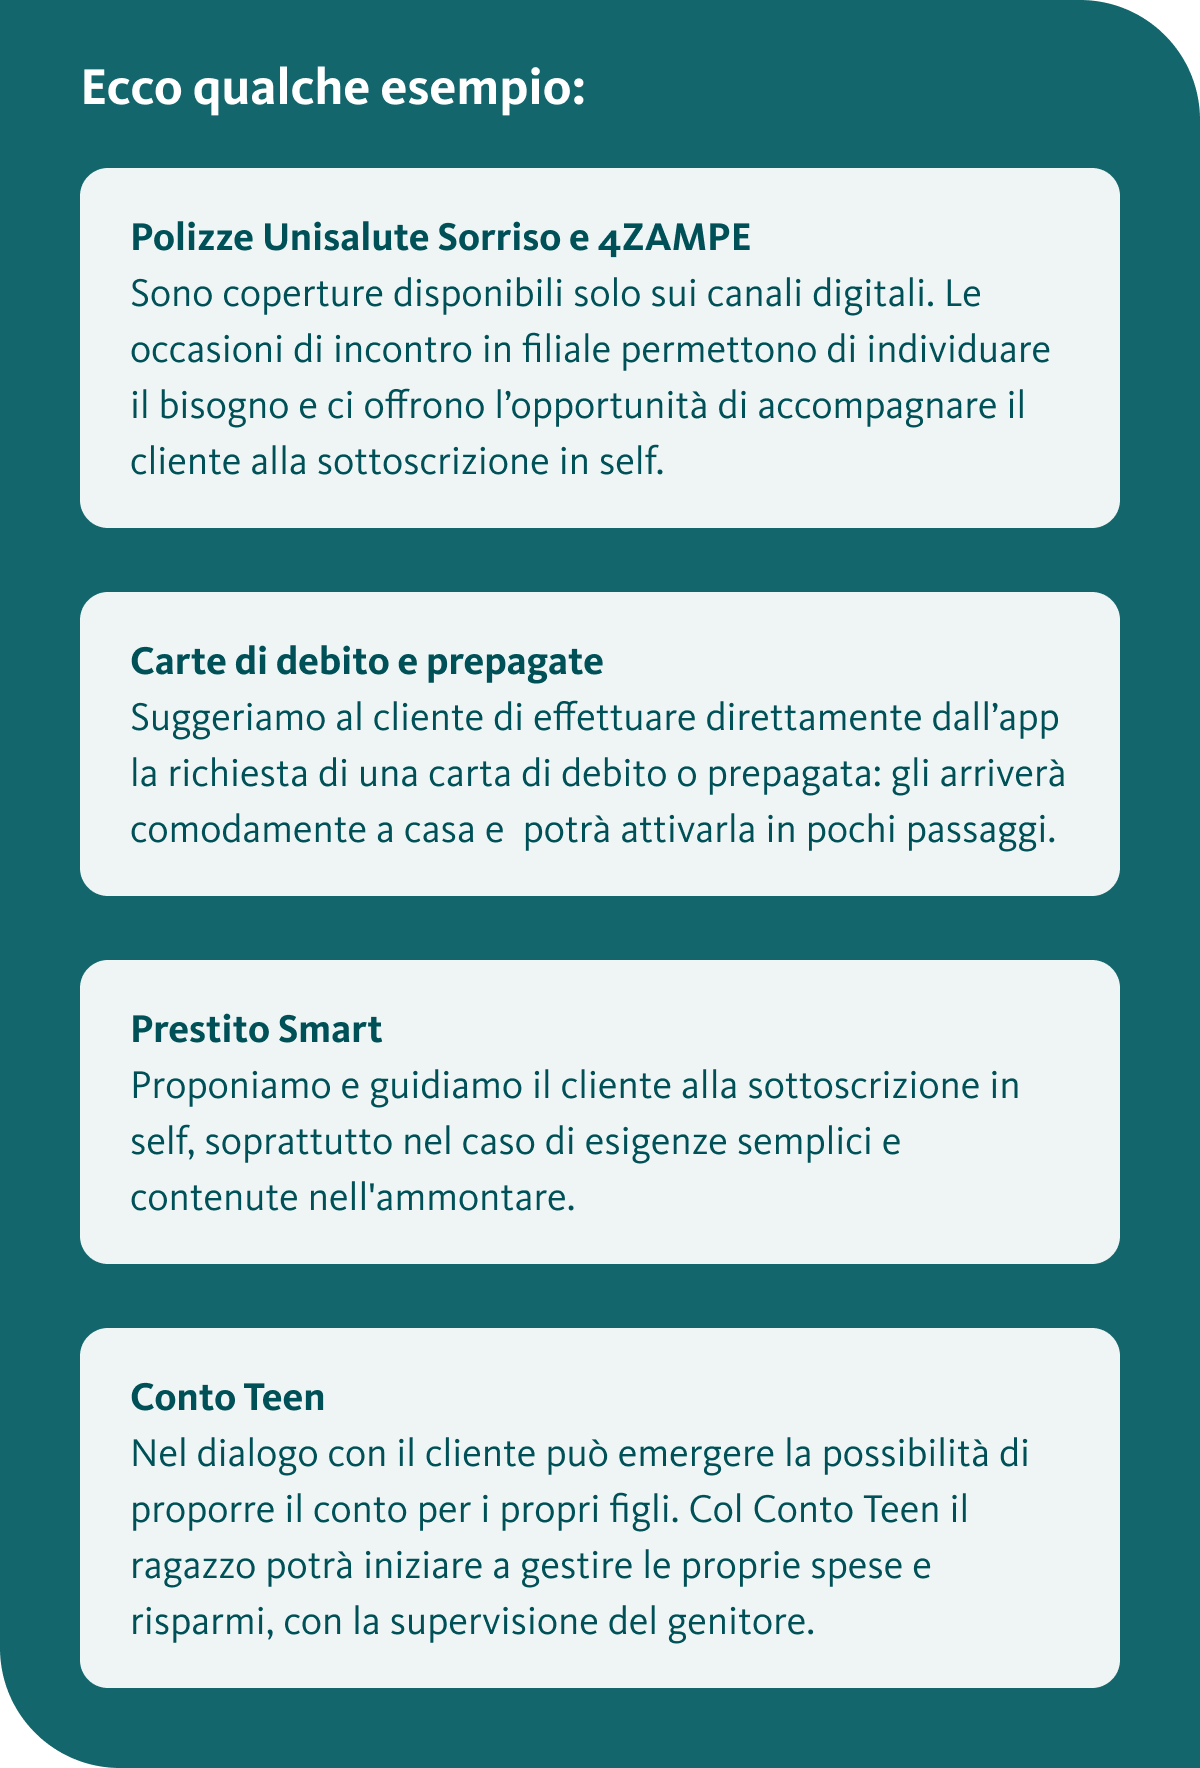 Ecco qualche esempio:
Polizze Unisalute Sorriso e 4ZAMPE
Sono coperture disponibili solo sui canali digitali. Le
occasioni di incontro in filiale permettono di individuare
il bisogno e ci offrono l’opportunità di accompagnare il
cliente alla sottoscrizione in self.
Carte di debito e prepagate
Suggeriamo al cliente di effettuare direttamente dall’app
la richiesta di una carta di debito o prepagata: gli arriverà
comodamente a casa e  potrà attivarla in pochi passaggi.
Prestito Smart
Proponiamo e guidiamo il cliente alla sottoscrizione in
self, soprattutto nel caso di esigenze semplici e
contenute nell'ammontare.
Conto Teen
Nel dialogo con il cliente può emergere la possibilità di
proporre il conto per i propri figli. Col Conto Teen il
ragazzo potrà iniziare a gestire le proprie spese e
risparmi, con la supervisione del genitore.